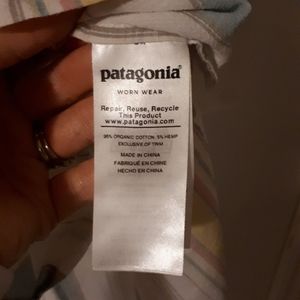 patagonia®
WORN WEAR
Repair, Reuse, Recycle
This Product
www.patagonia.com
95% ORGANIC COTTON, 5% HEMP
EXCLUSIVE OF TRIM
MADE IN CHINA
FABRIQUÉ EN CHINE
HECHO EN CHINA